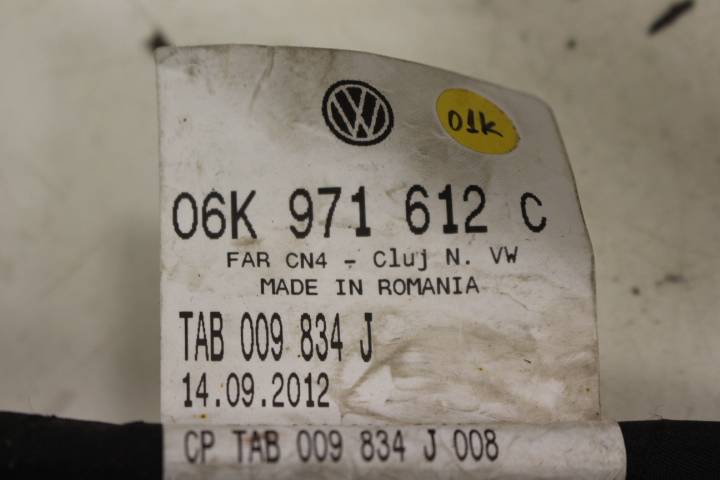 VW
01K
06K 971 612 C
FAR CN4 - Cluj N. VW
MADE IN ROMANIA
TAB 009 834 J
14.09.2012
CP TAB 009 834 J 008